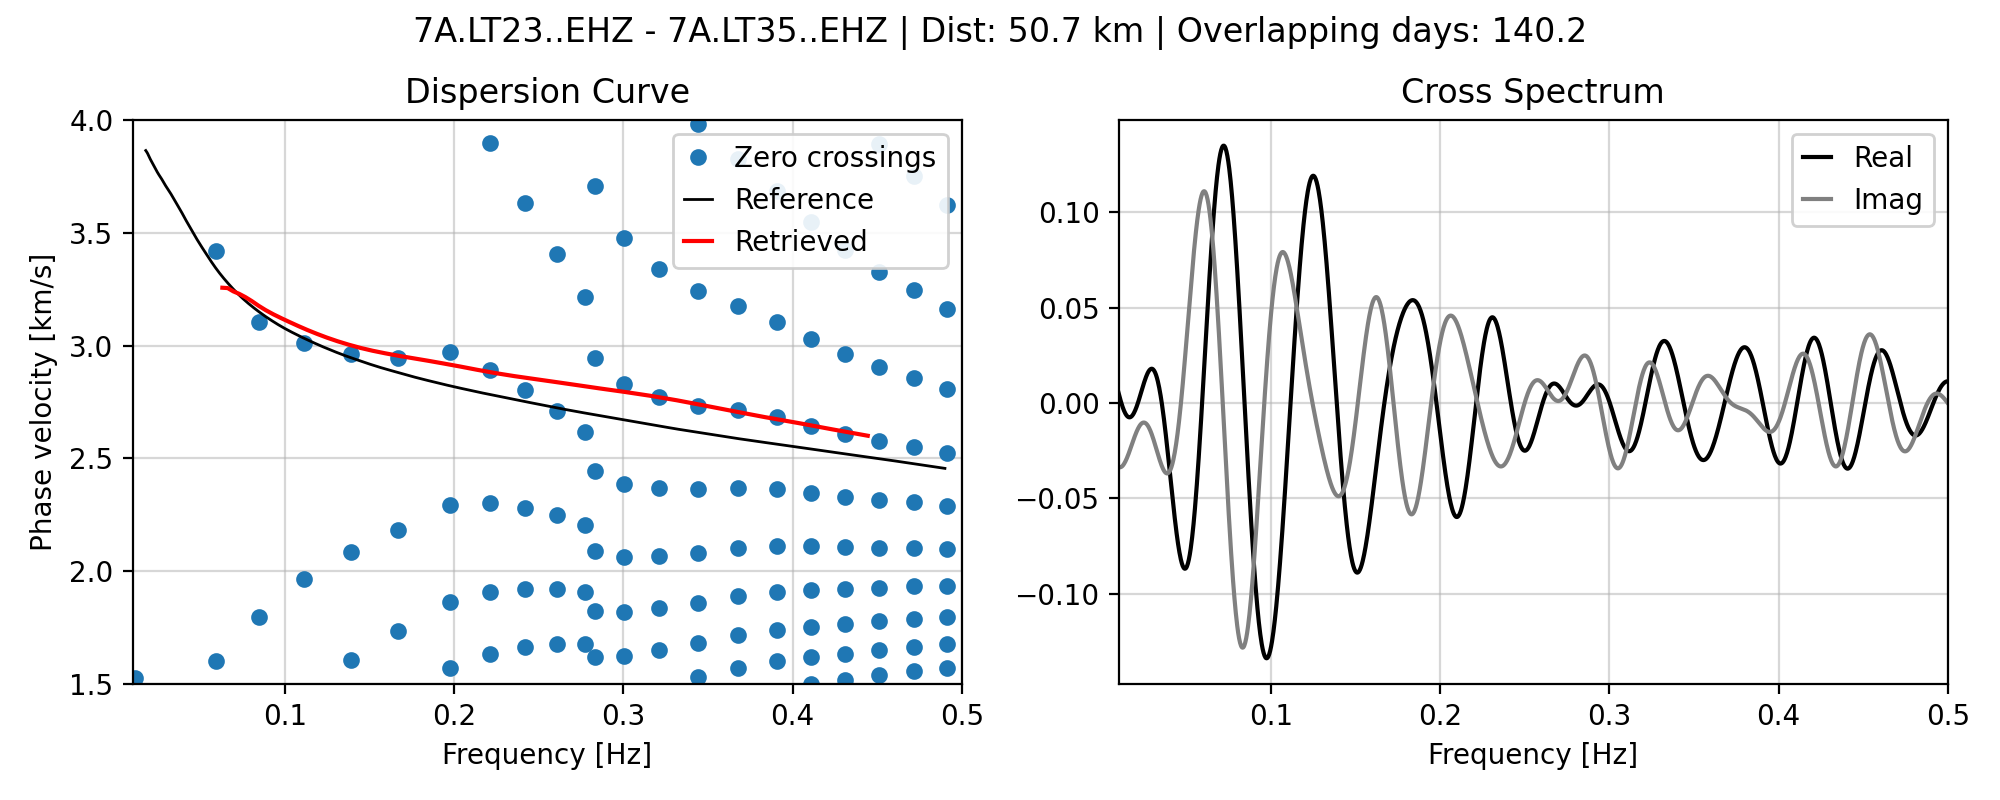 7A.LT23..EHZ - 7A.LT35..EHZ | Dist: 50.7 km | Overlapping days: 140.2
Dispersion Curve
4.0
3.5
3.0
2.5
2.0
1.5
Phase velocity [km/s]
0.1
0.2
0.3
0.4
0.5
Frequency [Hz]
Zero crossings
Reference
Retrieved
Cross Spectrum
0.10
0.05
0.00
−0.05
−0.10
0.1
0.2
0.3
0.4
0.5
Frequency [Hz]
Real
Imag